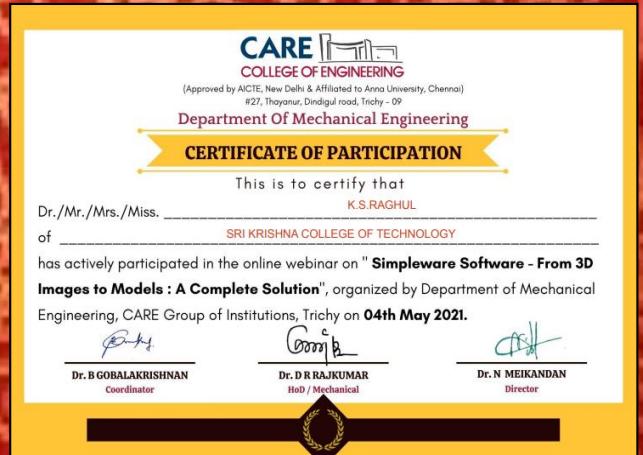 CARE
COLLEGE OF ENGINEERING
(Approved by AICTE, New Delhi & Affiliated to Anna University, Chennai)
#27, Thayanur, Dindigul road, Trichy - 09
Department Of Mechanical Engineering
CERTIFICATE OF PARTICIPATION
This is to certify that
Dr./Mr./Mrs./Miss. K.S.RAGHUL
of SRI KRISHNA COLLEGE OF TECHNOLOGY
has actively participated in the online webinar on " Simpleware Software - From 3D
Images to Models : A Complete Solution", organized by Department of Mechanical
Engineering, CARE Group of Institutions, Trichy on 04th May 2021.
Dr. B GOBALAKRISHNAN Dr. D R RAJKUMAR Dr. N MEIKANDAN
Coordinator HoD / Mechanical Director